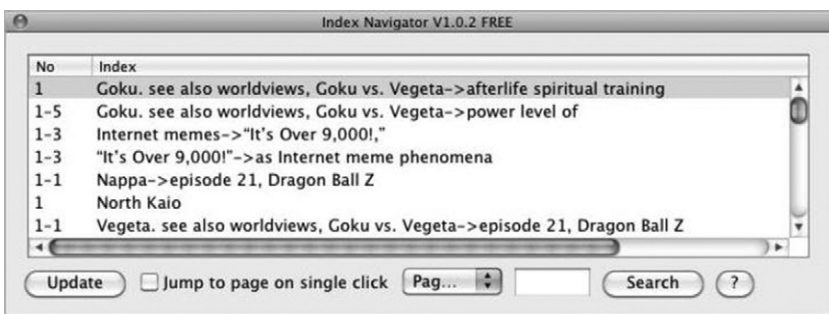 Index Navigator V1.0.2 FREE
No Index
1 Goku. see also worldviews, Goku vs. Vegeta->afterlife spiritual training
1-5 Goku. see also worldviews, Goku vs. Vegeta->power level of
1-3 Internet memes->“It’s Over 9,000!,”
1-3 “It’s Over 9,000!”->as Internet meme phenomena
1-1 Nappa->episode 21, Dragon Ball Z
1 North Kaio
1-1 Vegeta. see also worldviews, Goku vs. Vegeta->episode 21, Dragon Ball Z
Update Jump to page on single click Pag... Search ?